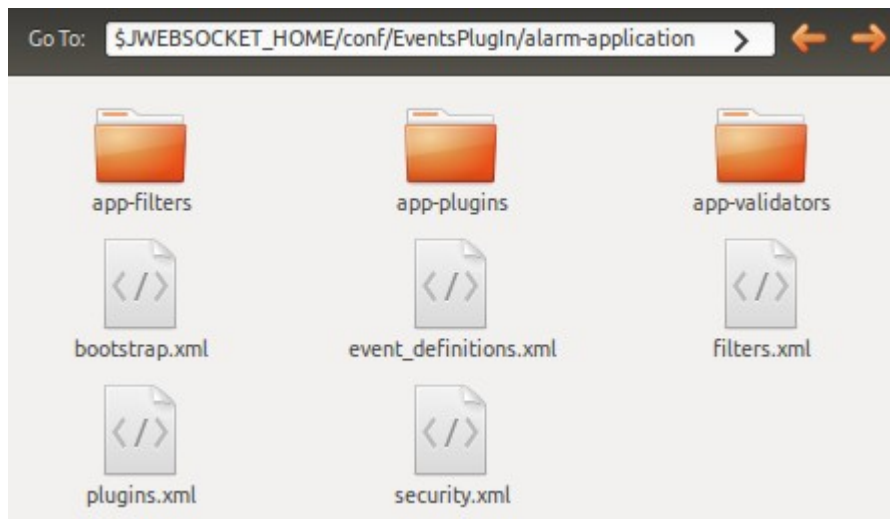 Go To: $JWEBSOCKET_HOME/conf/EventsPlugIn/alarm-application
app-filters app-plugins app-validators
bootstrap.xml event_definitions.xml filters.xml
plugins.xml security.xml